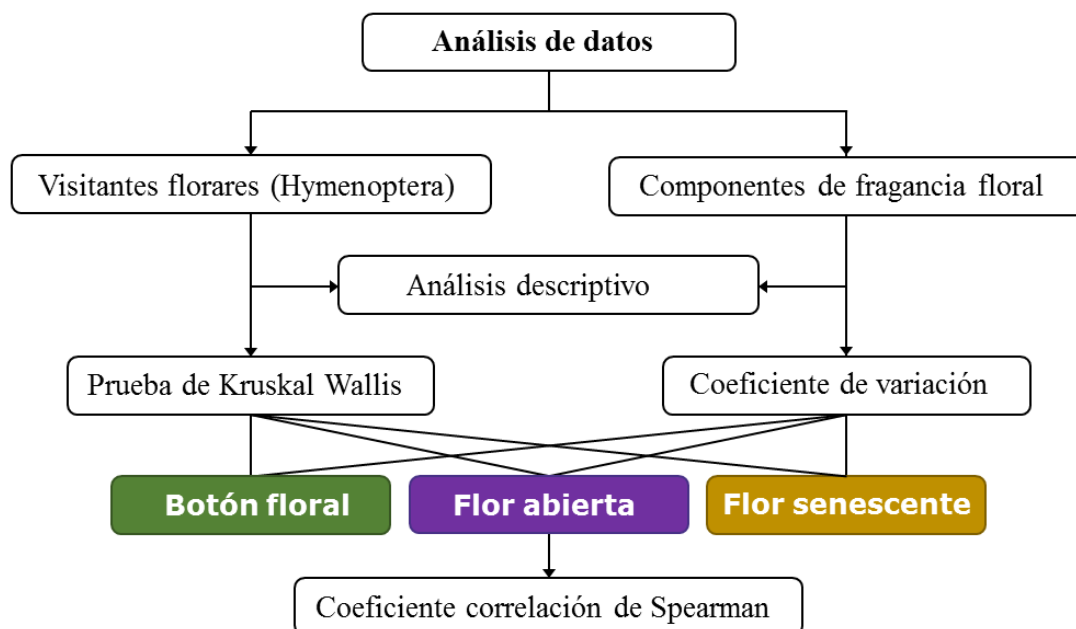 Análisis de datos
Visitantes florares (Hymenoptera)
Componentes de fragancia floral
Análisis descriptivo
Prueba de Kruskal Wallis
Coeficiente de variación
Botón floral
Flor abierta
Flor senescente
Coeficiente correlación de Spearman